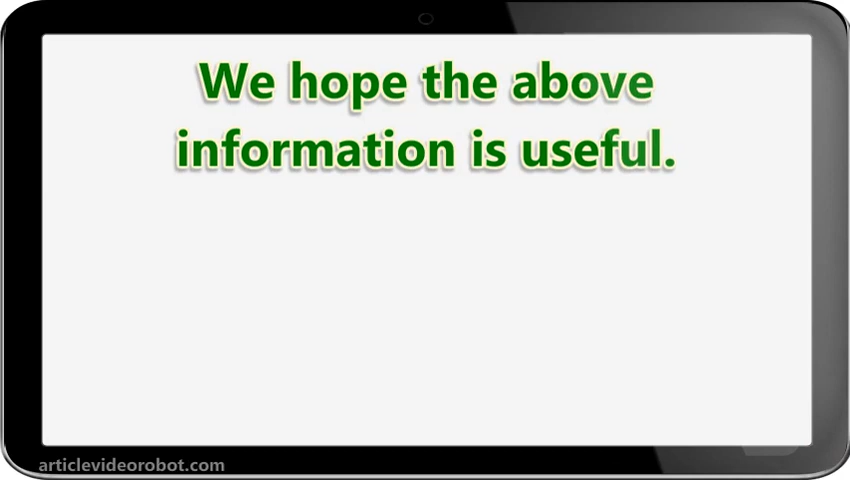 We hope the above
information is useful.
articlevideorobot.com